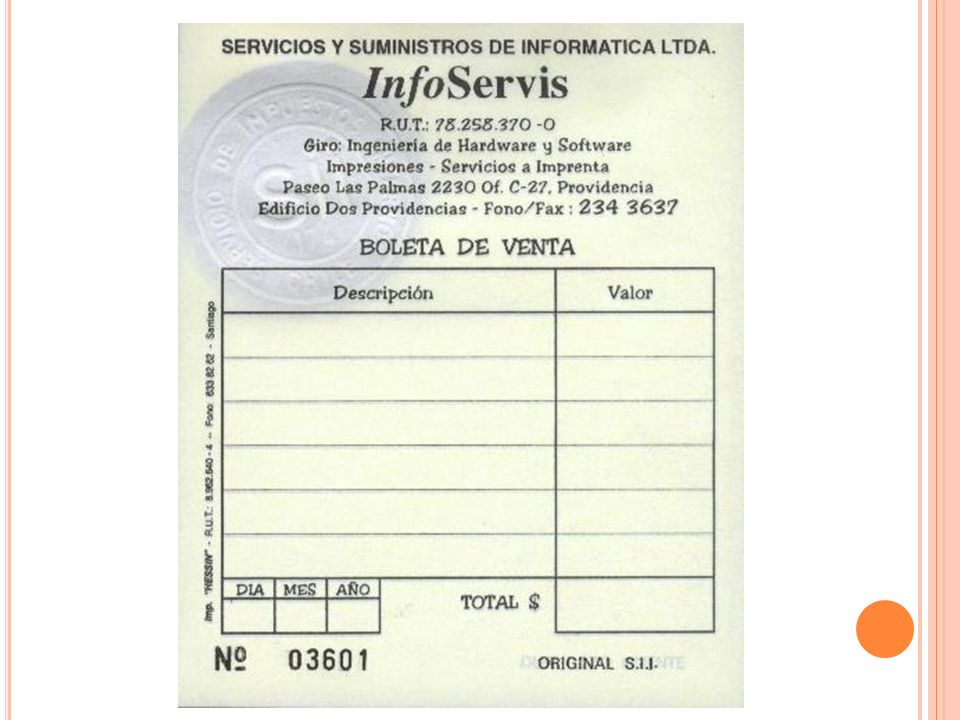 SERVICIOS Y SUMINISTROS DE INFORMATICA LTDA.
InfoServis
R.U.T.: 78.258.370 -0
Giro: Ingeniería de Hardware y Software
Impresiones - Servicios a Imprenta
Paseo Las Palmas 2230 Of. C-27, Providencia
Edificio Dos Providencias - Fono/Fax : 234 3637
BOLETA DE VENTA
Descripción Valor
DIA MES AÑO
TOTAL $
Nº 03601
ORIGINAL S.I.I.
Imp. "HESSIN" - R.U.T.: 8.962.640 - 4 -- Fono: 633 82 62 - Santiago